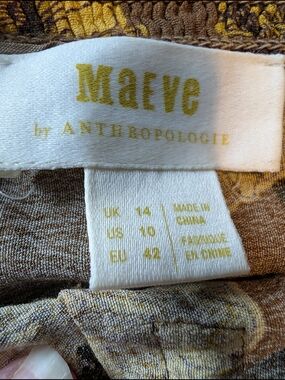 Maeve
by ANTHROPOLOGIE
UK 14
US 10
EU 42
MADE IN
CHINA
FABRIQUÉ
EN CHINE